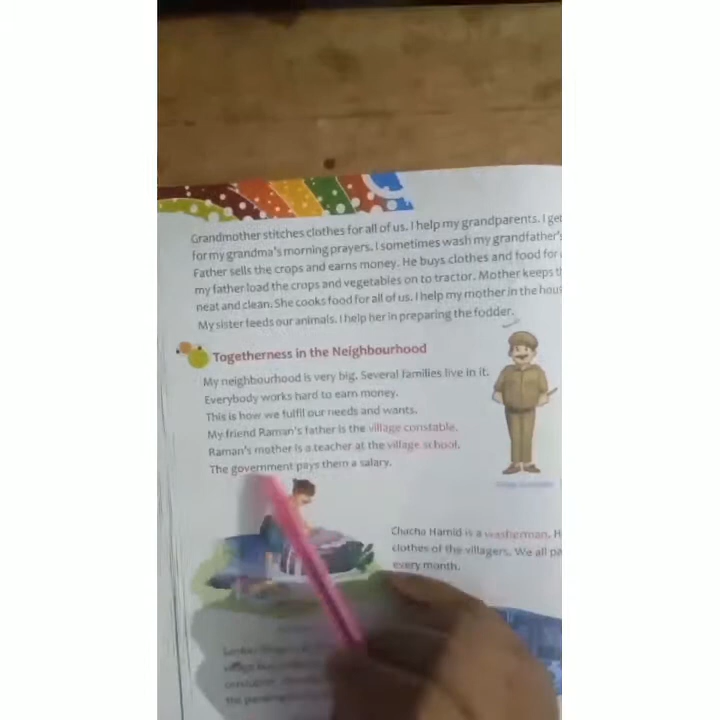 Grandmother stitches clothes for all of us. I help my grandparents. I get
for my grandma's morning prayers. I sometimes wash my grandfather's
Father sells the crops and earns money. He buys clothes and food for
my father load the crops and vegetables on to tractor. Mother keeps
neat and clean. She cooks food for all of us. I help my mother in the
My sister feeds our animals. I help her in preparing the fodder.
Togetherness in the Neighbourhood
My neighbourhood is very big. Several families live in it.
Everybody works hard to earn money.
This is how we fulfil our needs and wants.
My friend Raman's father is the village constable.
Raman's mother is a teacher at the village school.
The government pays them a salary.
Chacha Hamid is a washerman.
clothes of the villagers. We all
every month.